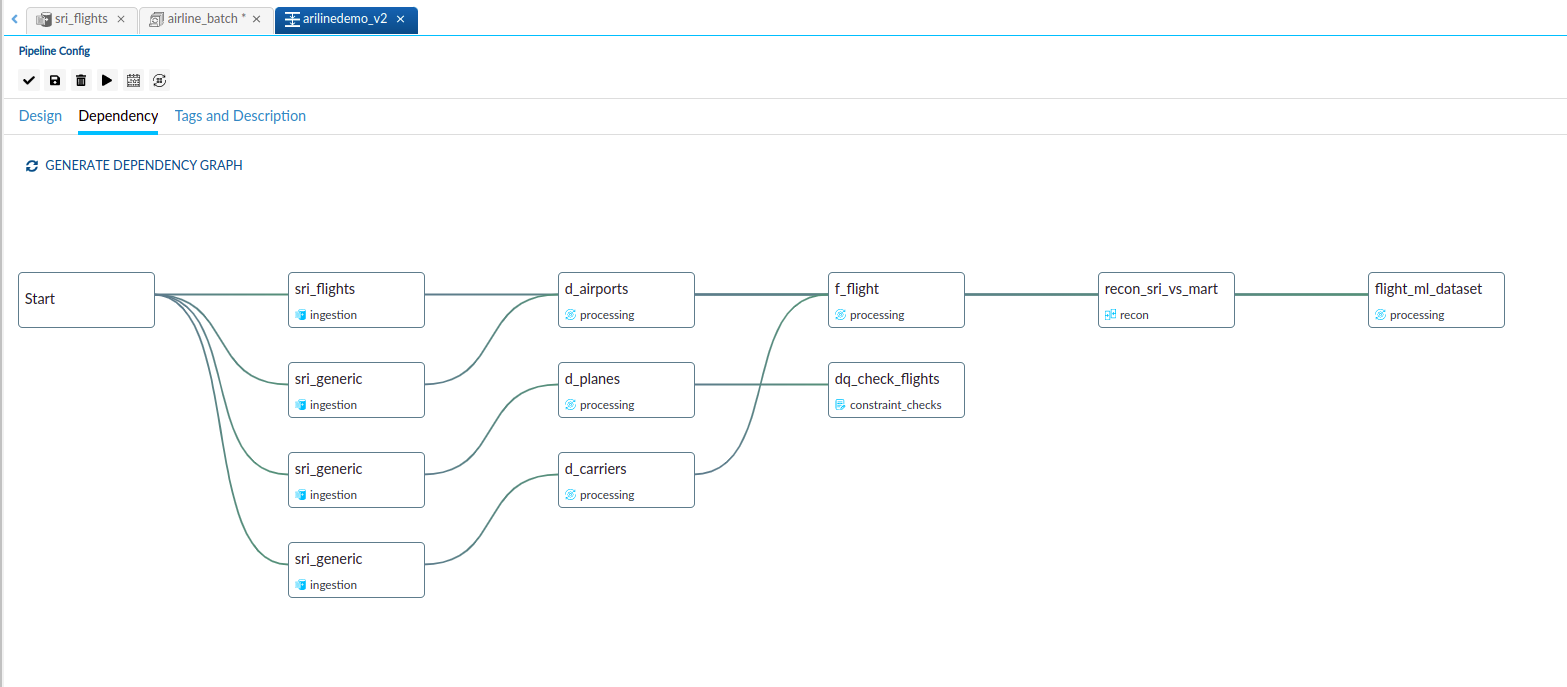 sri_flights
airline_batch *
arilinedemo_v2
Pipeline Config
Design Dependency Tags and Description
GENERATE DEPENDENCY GRAPH
Start
sri_flights
ingestion
sri_generic
ingestion
sri_generic
ingestion
sri_generic
ingestion
d_airports
processing
d_planes
processing
d_carriers
processing
f_flight
processing
dq_check_flights
constraint_checks
recon_sri_vs_mart
recon
flight_ml_dataset
processing